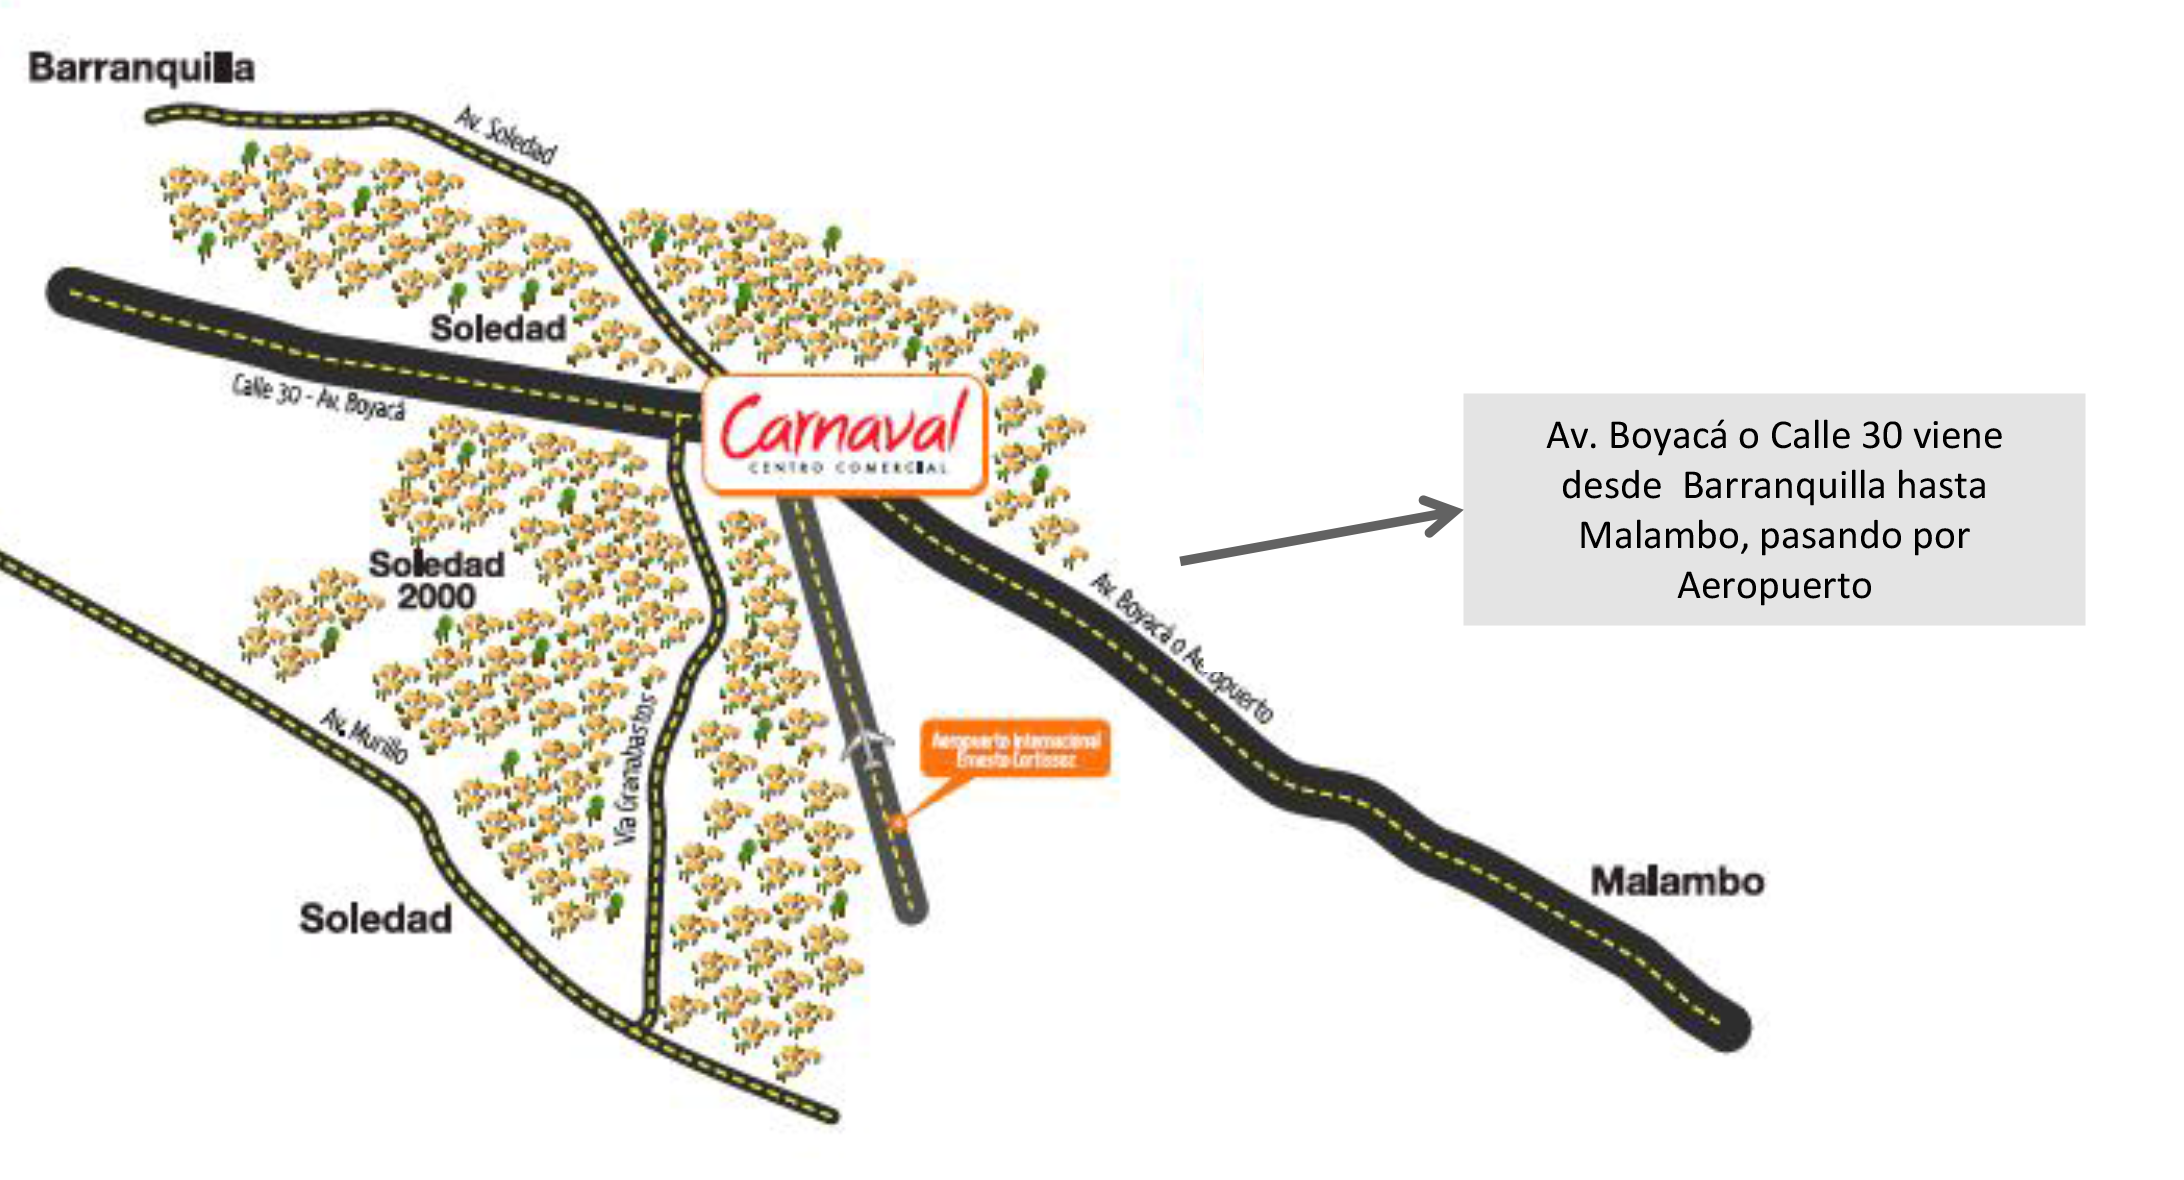 Barranquilla
Av. Soledad
Soledad
Calle 30 - Av. Boyacá
Carnaval
CENTRO COMERCIAL
Av. Boyacá o Calle 30 viene
desde Barranquilla hasta
Malambo, pasando por
Aeropuerto
Soledad
2000
Av. Boyacá o Aeropuerto
Av. Murillo
Vía Granabastos
Aeropuerto Internacional
Ernesto Cortissoz
Malambo
Soledad